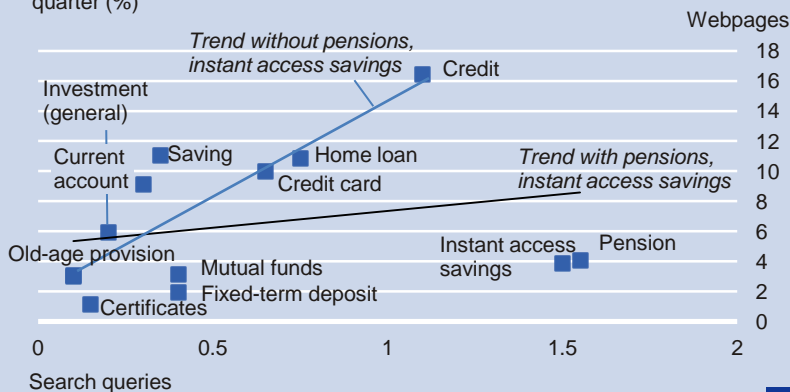 quarter (%)
Webpages
Trend without pensions,
instant access savings
Credit
18
16
Investment
(general)
14
12
Current
account
Saving
Home loan
Credit card
Trend with pensions,
instant access savings
10
8
6
Old-age provision
Mutual funds
Fixed-term deposit
Certificates
Instant access
savings
Pension
4
2
0
0 0.5 1 1.5 2
Search queries